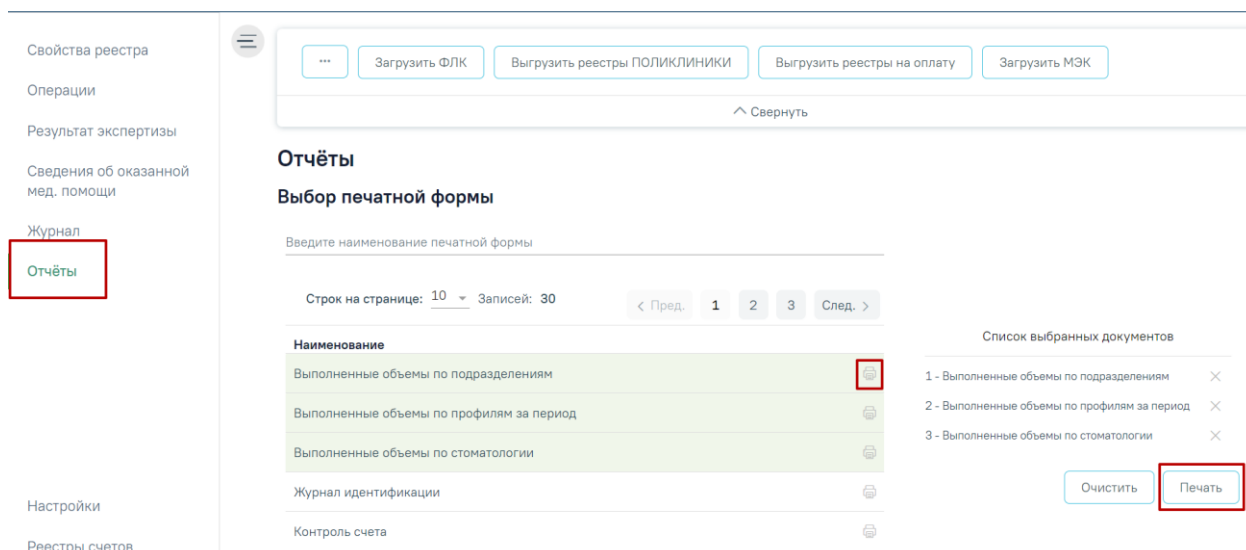 Свойства реестра
Операции
Результат экспертизы
Сведения об оказанной
мед. помощи
Журнал
Отчёты
Настройки
Реестры счетов
... Загрузить ФЛК Выгрузить реестры ПОЛИКЛИНИКИ Выгрузить реестры на оплату Загрузить МЭК
Свернуть
Отчёты
Выбор печатной формы
Введите наименование печатной формы
Строк на странице: 10 Записей: 30 < Пред. 1 2 3 След. >
Наименование
Выполненные объемы по подразделениям
Выполненные объемы по профилям за период
Выполненные объемы по стоматологии
Журнал идентификации
Контроль счета
Список выбранных документов
1 - Выполненные объемы по подразделениям
2 - Выполненные объемы по профилям за период
3 - Выполненные объемы по стоматологии
Очистить Печать